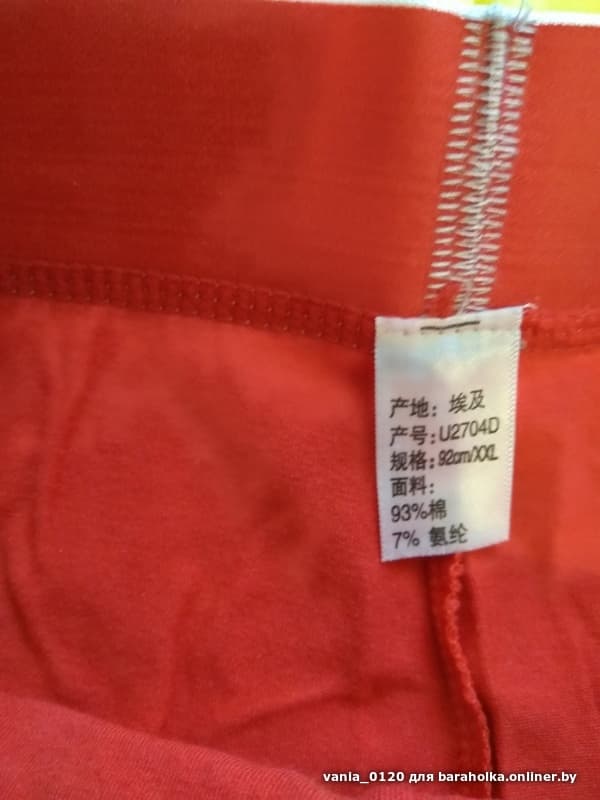 产地：埃及
产号：U2704D
规格：92cm/XXL
面料：
93%棉
7% 氨纶
vania_0120 для baraholka.onliner.by